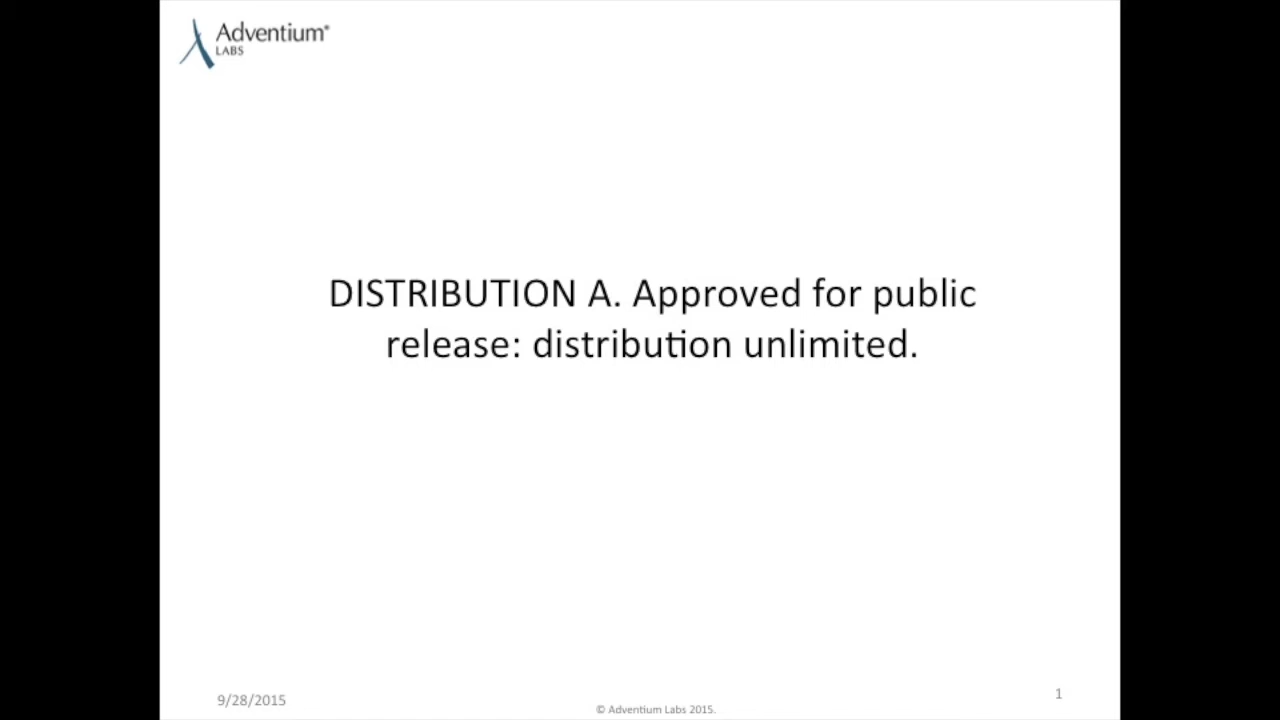 Adventium®
LABS
DISTRIBUTION A. Approved for public
release: distribution unlimited.
9/28/2015
© Adventium Labs 2015.
1